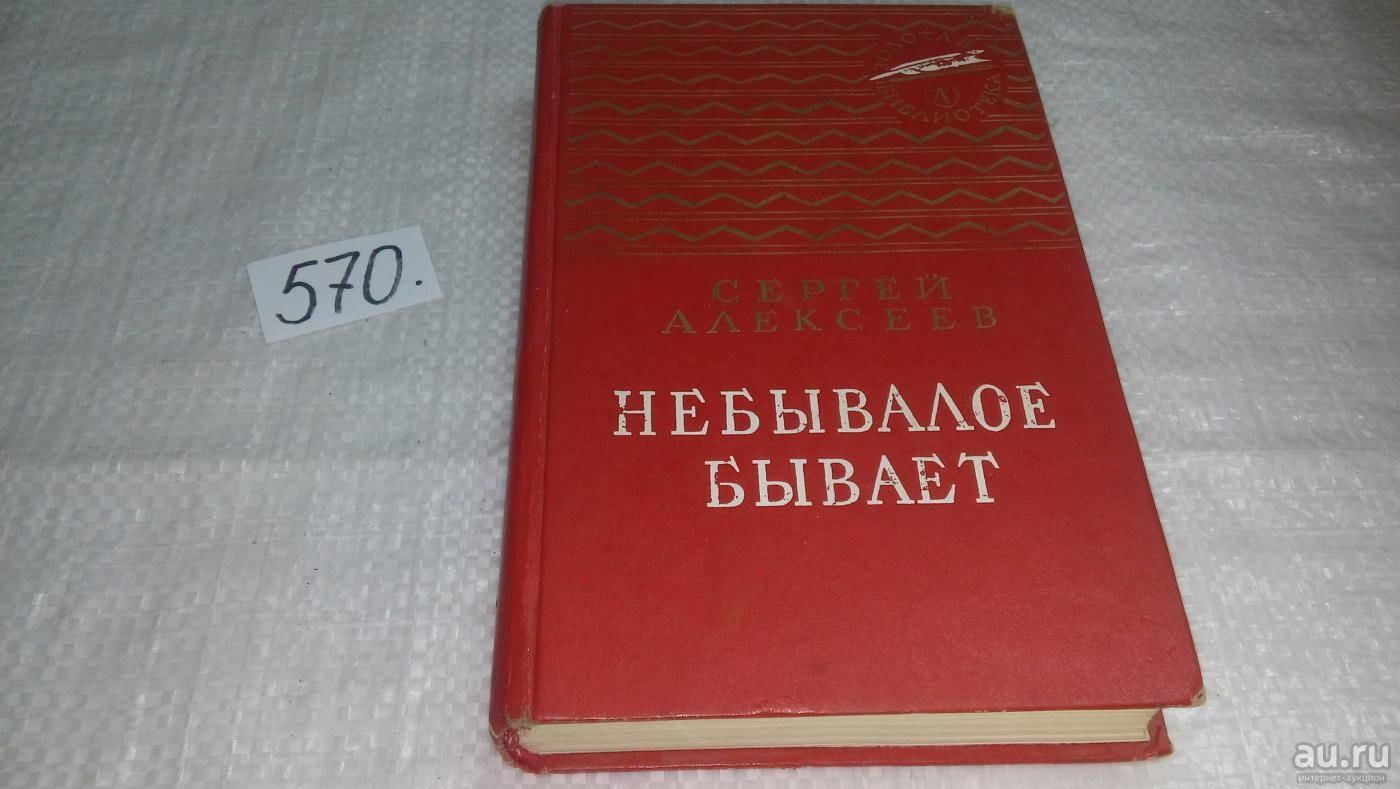 ЗОЛОТАЯ
БИБЛИОТЕКА
570.
СЕРГЕЙ
АЛЕКСЕЕВ
НЕБЫВАЛОЕ
БЫВАЕТ
au.ru
интернет-аукцион